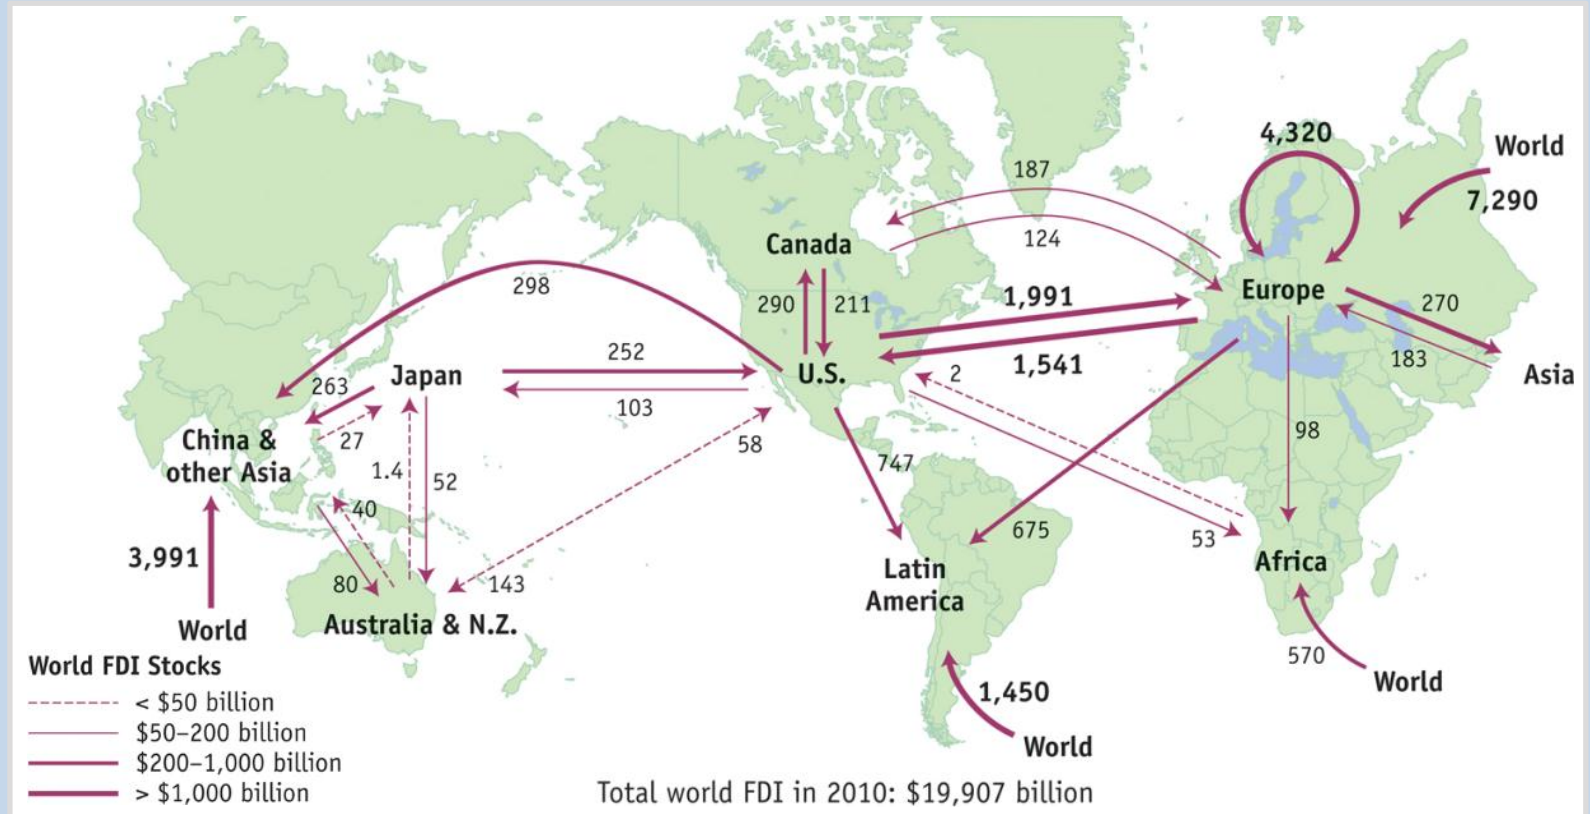 4,320
World
7,290
187
124
Canada
290
211
298
1,991
1,541
Europe
270
183
Asia
252
103
Japan
263
27
U.S.
2
China &
other Asia
1.4
52
40
58
747
98
675
53
3,991
World
80
143
Australia & N.Z.
Latin
America
Africa
570
World
1,450
World
World FDI Stocks
< $50 billion
$50–200 billion
$200–1,000 billion
> $1,000 billion
Total world FDI in 2010: $19,907 billion